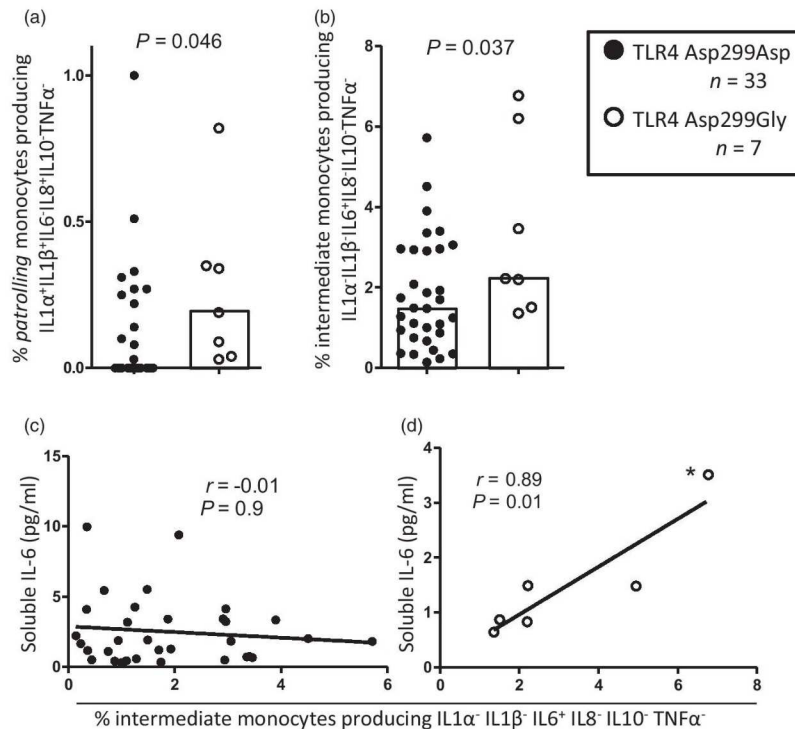 (a)
P = 0.046
% patrolling monocytes producing
IL1α⁺IL1β⁺IL6⁻IL8⁺IL10⁻TNFα⁻
1.0
0.5
0.0
(b)
P = 0.037
% intermediate monocytes producing
IL1α⁻IL1β⁻IL6⁺IL8⁻IL10⁻TNFα⁻
8
6
4
2
0
TLR4 Asp299Asp
n = 33
TLR4 Asp299Gly
n = 7
(c)
r = -0.01
P = 0.9
Soluble IL-6 (pg/ml)
15
10
5
0
0 2 4 6
(d)
r = 0.89
P = 0.01
*
Soluble IL-6 (pg/ml)
4
3
2
1
0
0 2 4 6 8
% intermediate monocytes producing IL1α⁻ IL1β⁻ IL6⁺ IL8⁻ IL10⁻ TNFα⁻